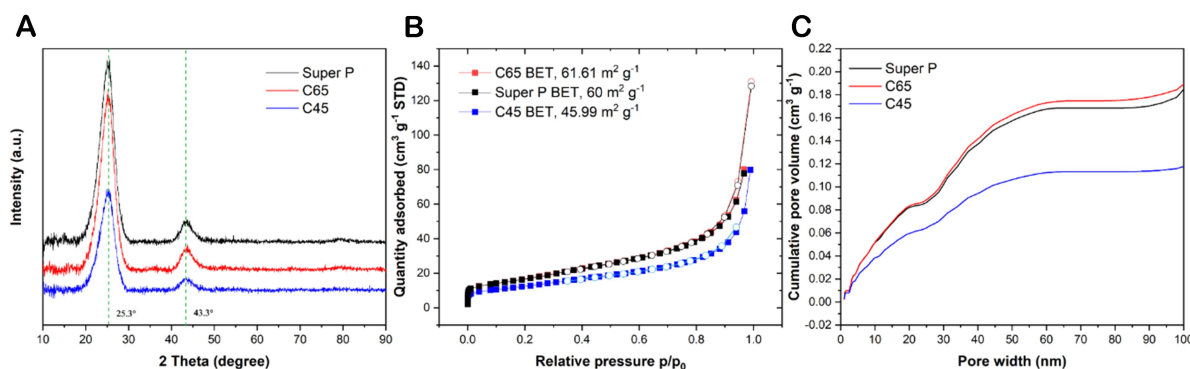 A
Intensity (a.u.)
Super P
C65
C45
25.3°
43.3°
10 20 30 40 50 60 70 80 90
2 Theta (degree)
B
Quantity adsorbed (cm³ g⁻¹ STD)
140
120
100
80
60
40
20
0
C65 BET, 61.61 m² g⁻¹
Super P BET, 60 m² g⁻¹
C45 BET, 45.99 m² g⁻¹
0.0 0.2 0.4 0.6 0.8 1.0
Relative pressure p/p₀
C
Cumulative pore volume (cm³ g⁻¹)
0.22
0.20
0.18
0.16
0.14
0.12
0.10
0.08
0.06
0.04
0.02
0.00
-0.02
Super P
C65
C45
0 10 20 30 40 50 60 70 80 90 100
Pore width (nm)